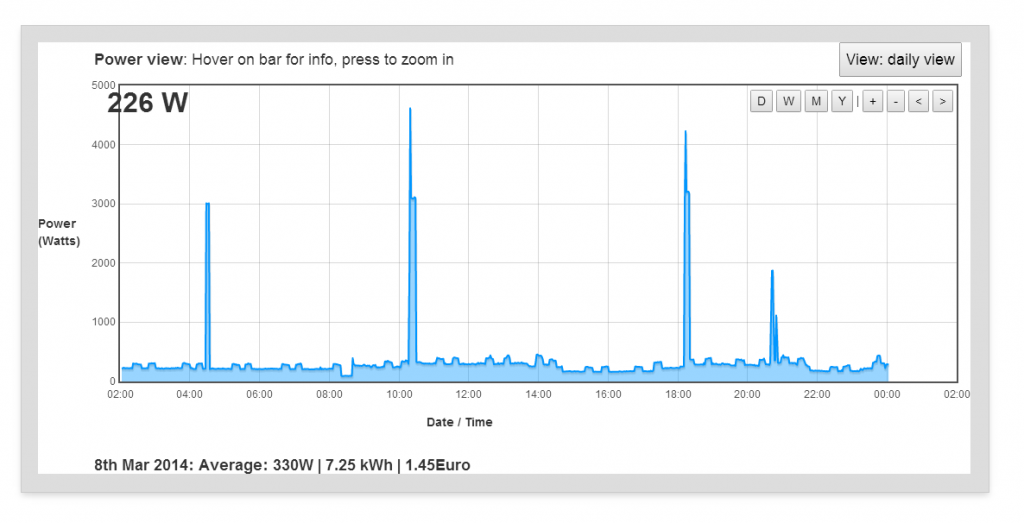 Power view: Hover on bar for info, press to zoom in
View: daily view
5000
226 W
D W M Y | + - < >
4000
3000
Power
(Watts)
2000
1000
0
02:00 04:00 06:00 08:00 10:00 12:00 14:00 16:00 18:00 20:00 22:00 00:00 02:00
Date / Time
8th Mar 2014: Average: 330W | 7.25 kWh | 1.45Euro